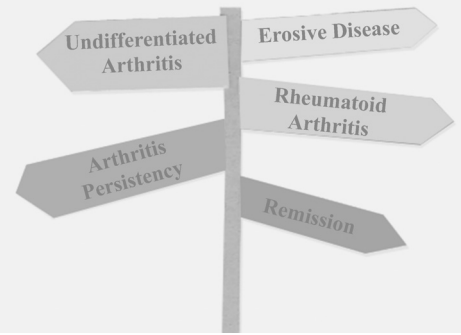 Undifferentiated
Arthritis
Erosive Disease
Rheumatoid
Arthritis
Arthritis
Persistency
Remission